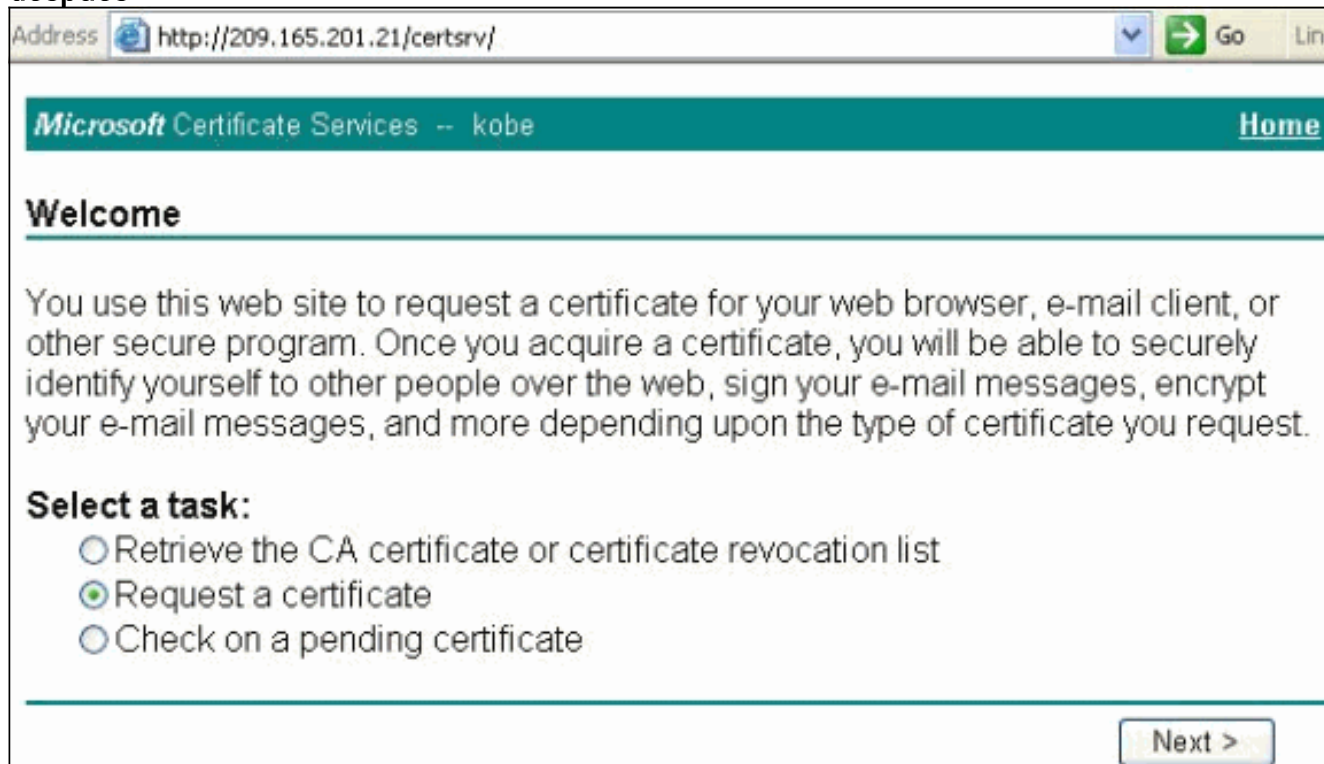 Address http://209.165.201.21/certsrv/ Go
Microsoft Certificate Services -- kobe Home
Welcome
You use this web site to request a certificate for your web browser, e-mail client, or
other secure program. Once you acquire a certificate, you will be able to securely
identify yourself to other people over the web, sign your e-mail messages, encrypt
your e-mail messages, and more depending upon the type of certificate you request.
Select a task:
Retrieve the CA certificate or certificate revocation list
Request a certificate
Check on a pending certificate
Next >